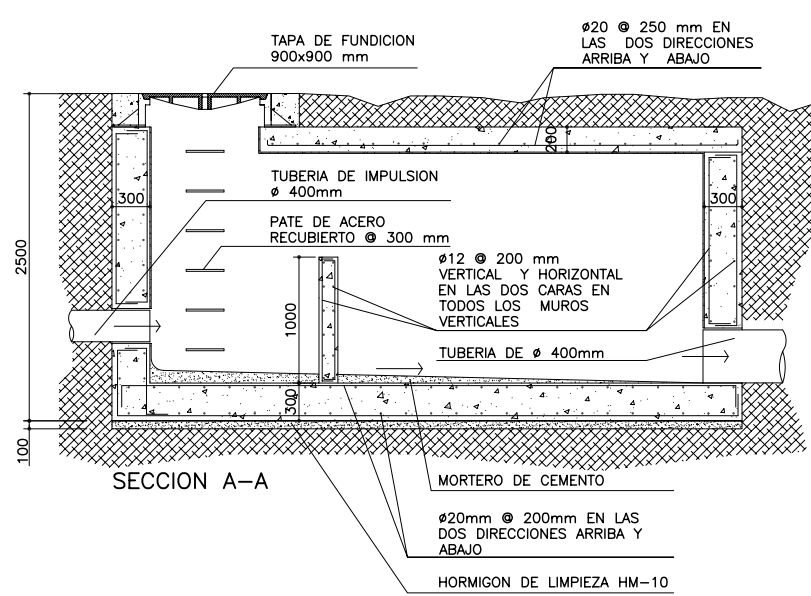 TAPA DE FUNDICION
900x900 mm
ø20 @ 250 mm EN
LAS DOS DIRECCIONES
ARRIBA Y ABAJO
200
TUBERIA DE IMPULSION
ø 400mm
300
300
PATE DE ACERO
RECUBIERTO @ 300 mm
2500
ø12 @ 200 mm
VERTICAL Y HORIZONTAL
EN LAS DOS CARAS EN
TODOS LOS MUROS
VERTICALES
1000
TUBERIA DE ø 400mm
300
100
SECCION A-A
MORTERO DE CEMENTO
ø20mm @ 200mm EN LAS
DOS DIRECCIONES ARRIBA Y
ABAJO
HORMIGON DE LIMPIEZA HM-10